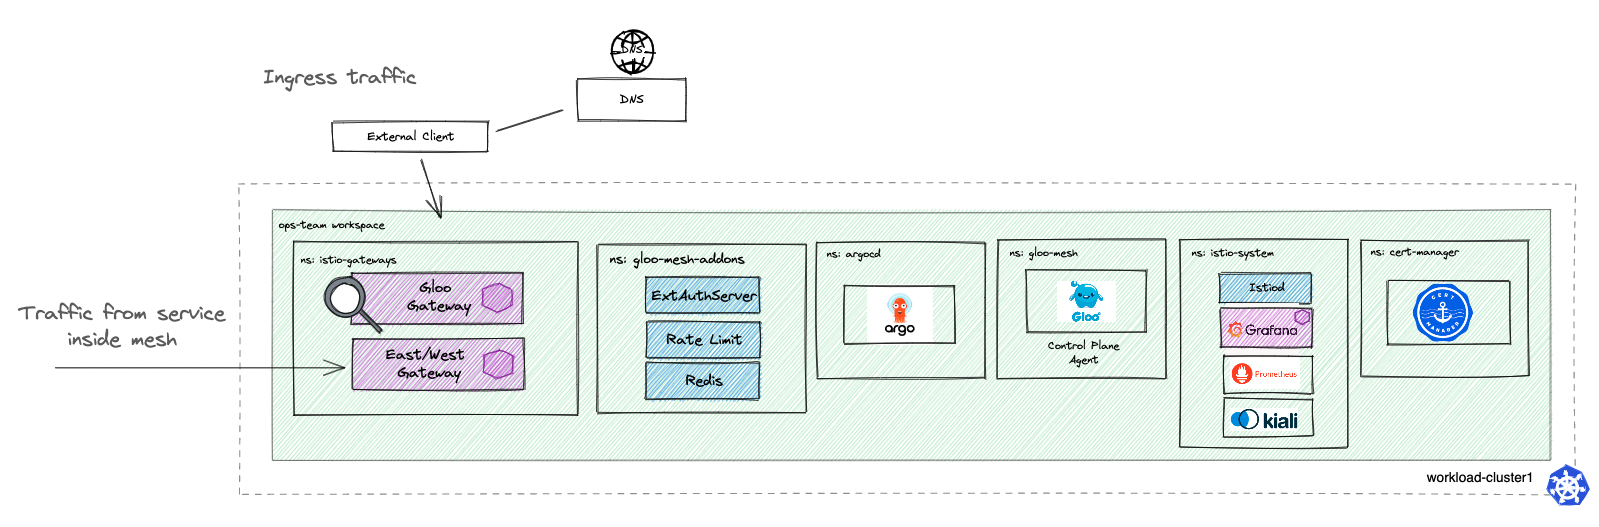 DNS
Ingress traffic
DNS
External Client
ops-team workspace
ns: istio-gateways
Gloo
Gateway
East/West
Gateway
Traffic from service
inside mesh
ns: gloo-mesh-addons
ExtAuthServer
Rate Limit
Redis
ns: argocd
argo
ns: gloo-mesh
Gloo
Control Plane
Agent
ns: istio-system
Istiod
Grafana
Prometheus
kiali
ns: cert-manager
CERT
MANAGER
workload-cluster1